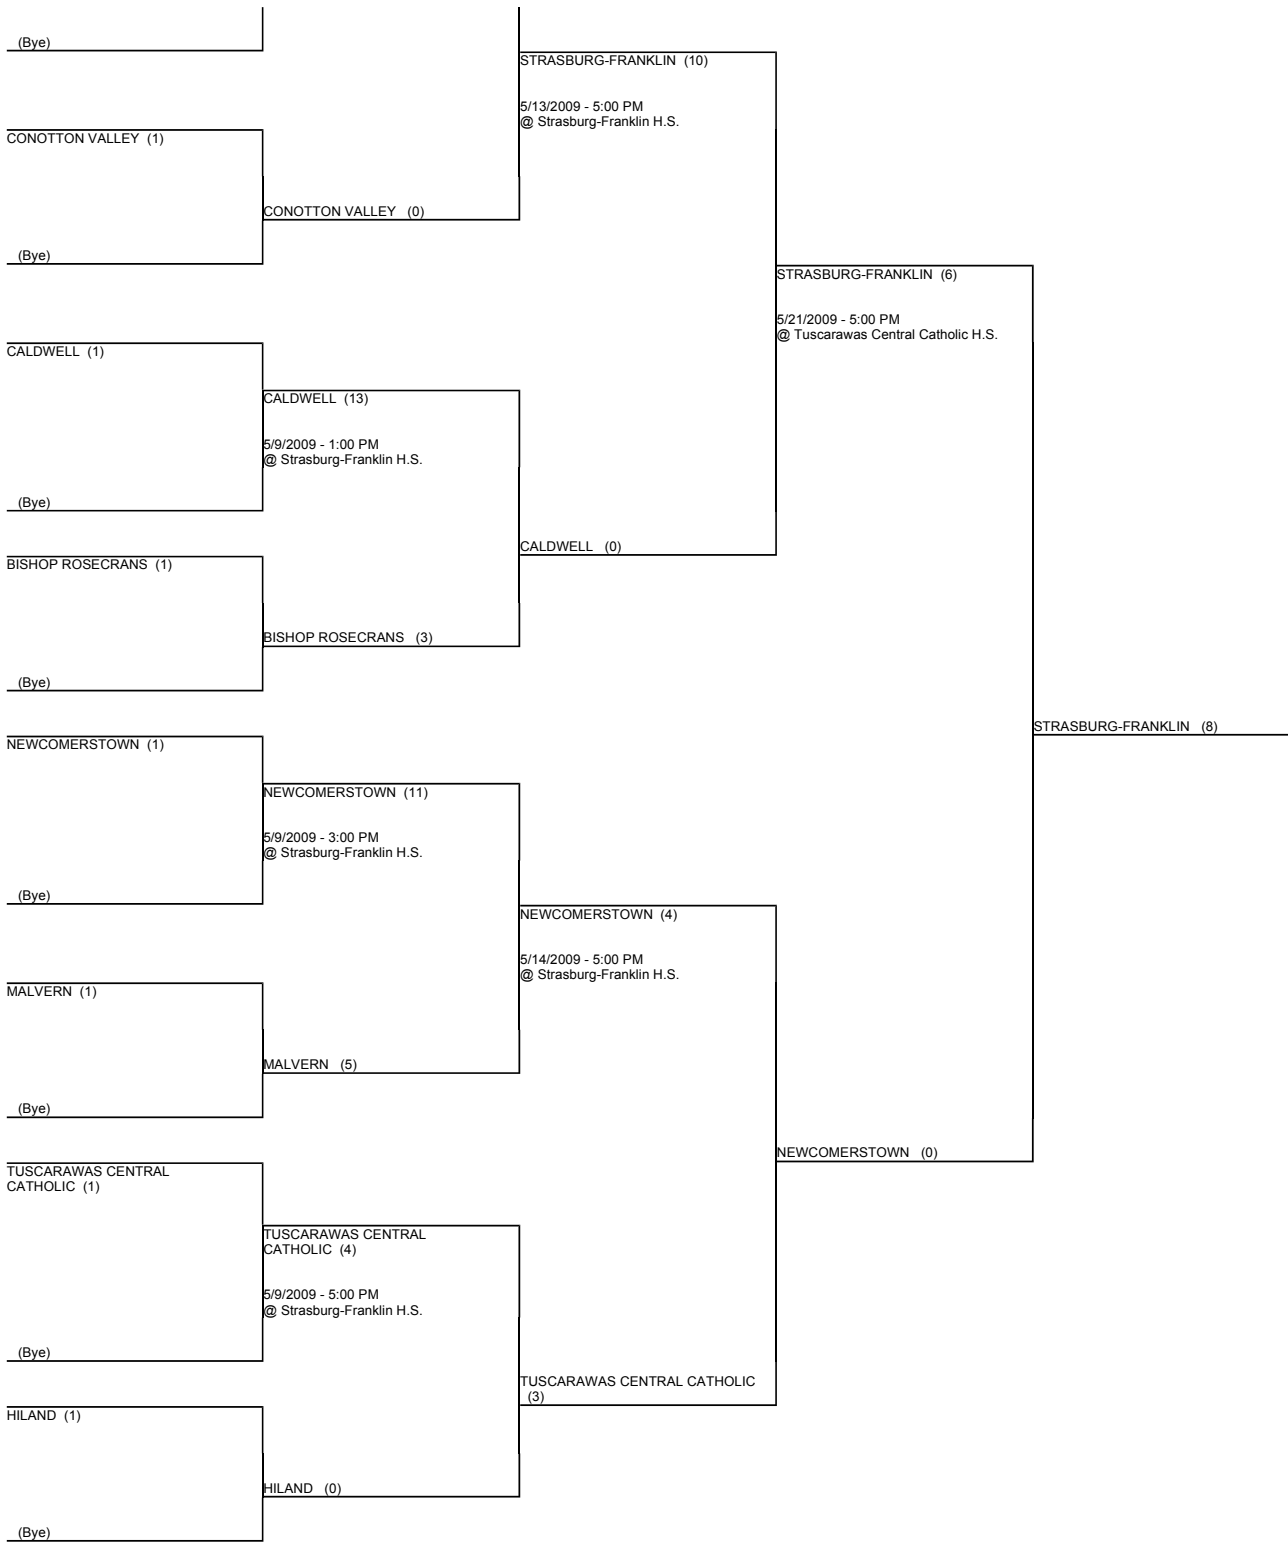 (Bye)
STRASBURG-FRANKLIN (10)
5/13/2009 - 5:00 PM
@ Strasburg-Franklin H.S.
CONOTTON VALLEY (1)
CONOTTON VALLEY (0)
(Bye)
STRASBURG-FRANKLIN (6)
5/21/2009 - 5:00 PM
@ Tuscarawas Central Catholic H.S.
CALDWELL (1)
CALDWELL (13)
5/9/2009 - 1:00 PM
@ Strasburg-Franklin H.S.
(Bye)
CALDWELL (0)
BISHOP ROSECRANS (1)
BISHOP ROSECRANS (3)
(Bye)
STRASBURG-FRANKLIN (8)
NEWCOMERSTOWN (1)
NEWCOMERSTOWN (11)
5/9/2009 - 3:00 PM
@ Strasburg-Franklin H.S.
(Bye)
NEWCOMERSTOWN (4)
5/14/2009 - 5:00 PM
@ Strasburg-Franklin H.S.
MALVERN (1)
MALVERN (5)
(Bye)
NEWCOMERSTOWN (0)
TUSCARAWAS CENTRAL
CATHOLIC (1)
TUSCARAWAS CENTRAL
CATHOLIC (4)
5/9/2009 - 5:00 PM
@ Strasburg-Franklin H.S.
(Bye)
TUSCARAWAS CENTRAL CATHOLIC
(3)
HILAND (1)
HILAND (0)
(Bye)